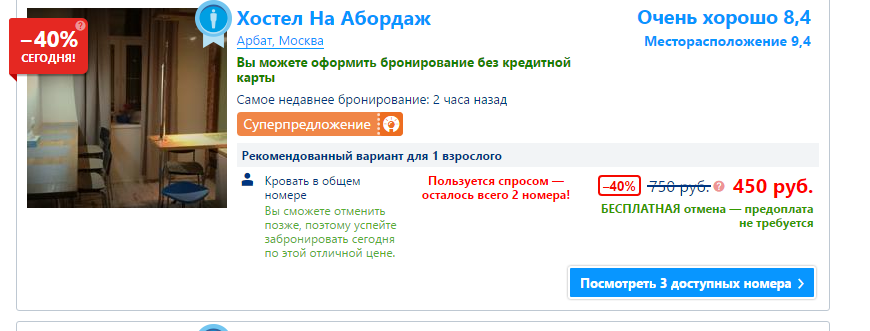 –40%
СЕГОДНЯ!
?
Хостел На Абордаж
Арбат, Москва
Вы можете оформить бронирование без кредитной
карты
Самое недавнее бронирование: 2 часа назад
Суперпредложение
Очень хорошо 8,4
Месторасположение 9,4
Рекомендованный вариант для 1 взрослого
Кровать в общем
номере
Вы сможете отменить
позже, поэтому успейте
забронировать сегодня
по этой отличной цене.
Пользуется спросом —
осталось всего 2 номера!
–40% 750 руб. ? 450 руб.
БЕСПЛАТНАЯ отмена — предоплата
не требуется
Посмотреть 3 доступных номера